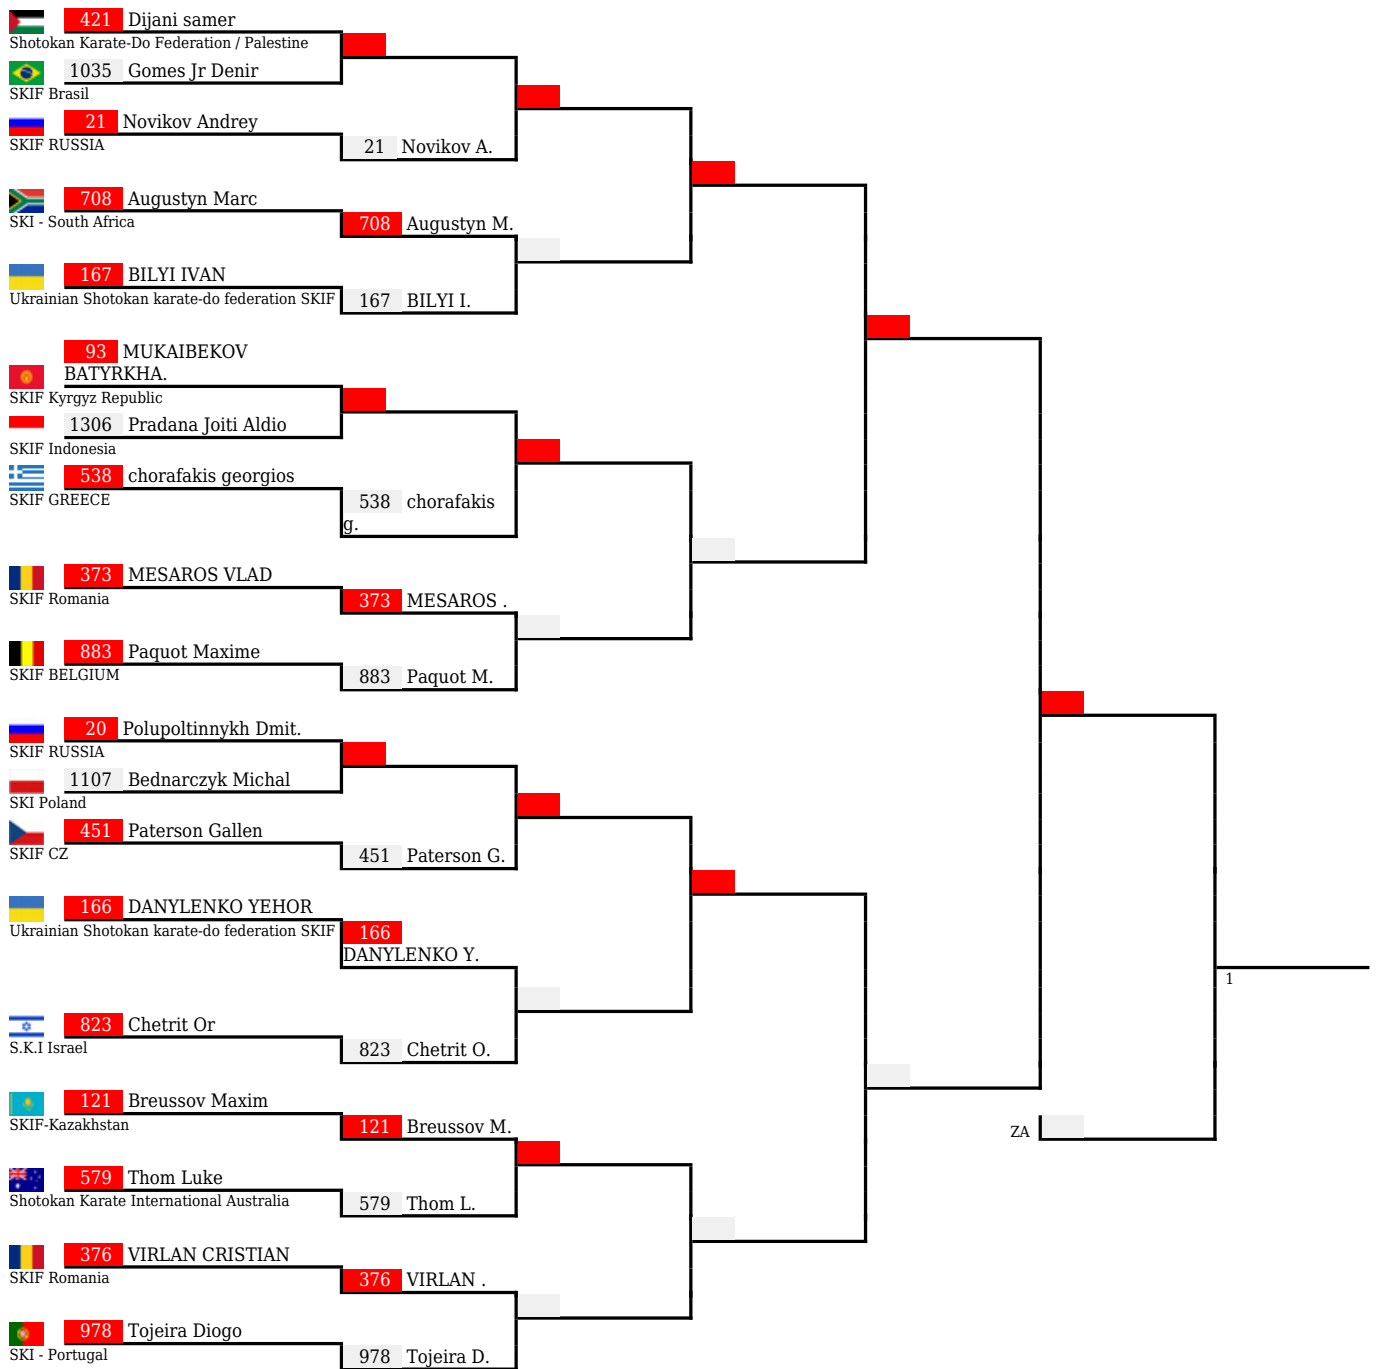 421 Dijani samer
Shotokan Karate-Do Federation / Palestine
1035 Gomes Jr Denir
SKIF Brasil
21 Novikov Andrey
SKIF RUSSIA
21 Novikov A.
708 Augustyn Marc
SKI - South Africa
708 Augustyn M.
167 BILYI IVAN
Ukrainian Shotokan karate-do federation SKIF
167 BILYI I.
93 MUKAIBEKOV
BATYRKHA.
SKIF Kyrgyz Republic
1306 Pradana Joiti Aldio
SKIF Indonesia
538 chorafakis georgios
SKIF GREECE
538 chorafakis
g.
373 MESAROS VLAD
SKIF Romania
373 MESAROS .
883 Paquot Maxime
SKIF BELGIUM
883 Paquot M.
20 Polupoltinnykh Dmit.
SKIF RUSSIA
1107 Bednarczyk Michal
SKI Poland
451 Paterson Gallen
SKIF CZ
451 Paterson G.
166 DANYLENKO YEHOR
Ukrainian Shotokan karate-do federation SKIF
166
DANYLENKO Y.
1
823 Chetrit Or
S.K.I Israel
823 Chetrit O.
121 Breussov Maxim
SKIF-Kazakhstan
121 Breussov M.
ZA
579 Thom Luke
Shotokan Karate International Australia
579 Thom L.
376 VIRLAN CRISTIAN
SKIF Romania
376 VIRLAN .
978 Tojeira Diogo
SKI - Portugal
978 Tojeira D.